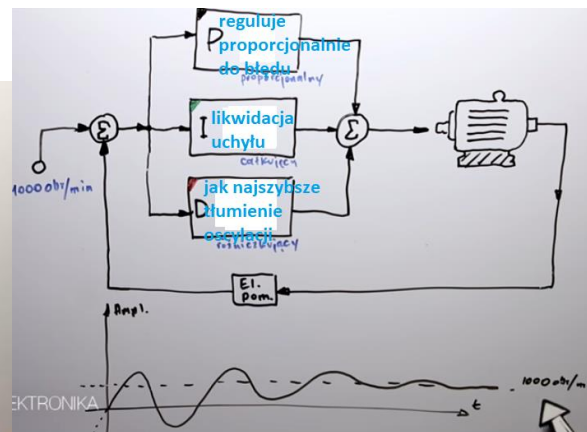 reguluje
P proporcjonalnie
do błędu
proporcjonalny
Σ
I likwidacja
uchyłu
całkujący
Σ
1000 obr/min
jak najszybsze
D tłumienie
oscylacji
różniczkujący
El.
pom.
Ampl.
1000 obr/m
EKTRONIKA
t